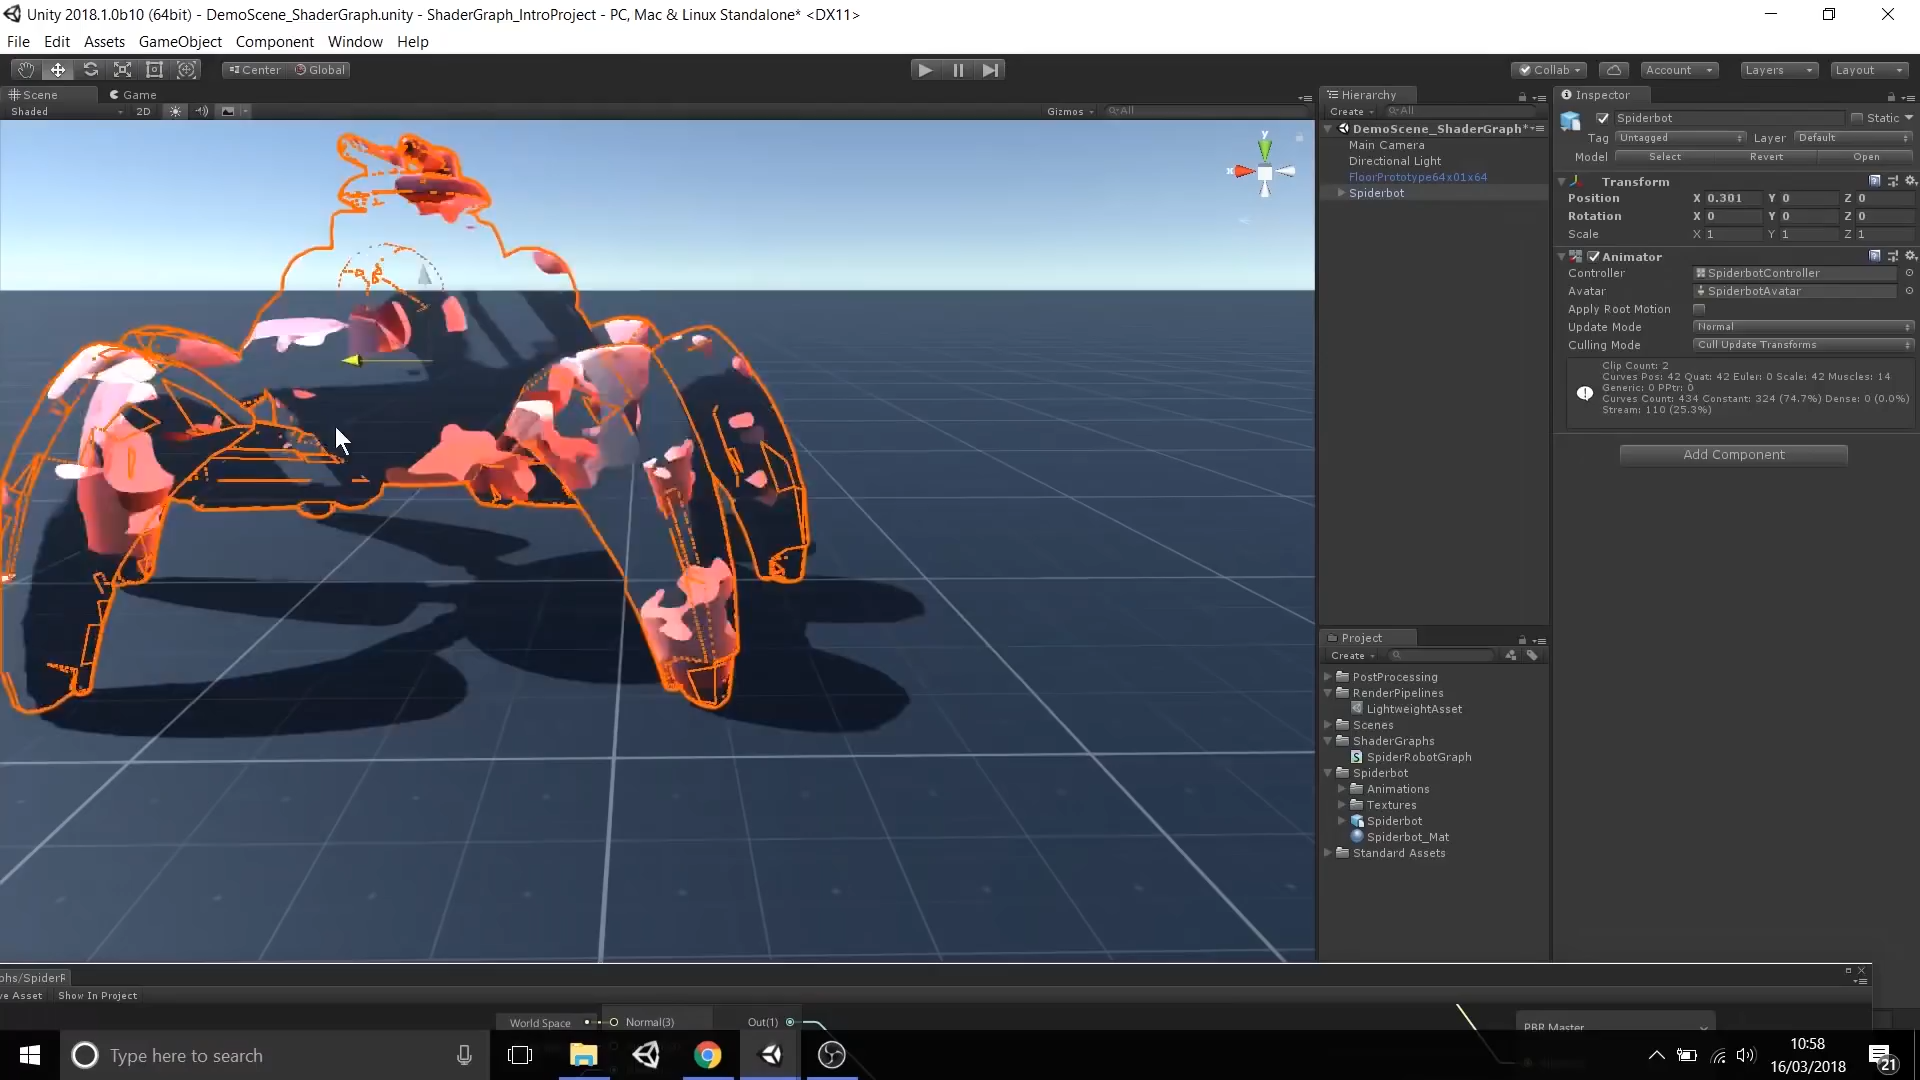 Unity 2018.1.0b10 (64bit) - DemoScene_ShaderGraph.unity - ShaderGraph_IntroProject - PC, Mac & Linux Standalone* <DX11>
File Edit Assets GameObject Component Window Help
Center Global Collab Account Layers Layout
Scene Game
Shaded 2D Gizmos All
y
x
Hierarchy
Create All
DemoScene_ShaderGraph*
Main Camera
Directional Light
FloorPrototype64x01x64
Spiderbot
Project
Create
PostProcessing
RenderPipelines
LightweightAsset
Scenes
ShaderGraphs
SpiderRobotGraph
Spiderbot
Animations
Textures
Spiderbot
Spiderbot_Mat
Standard Assets
Inspector
Spiderbot Static
Tag Untagged Layer Default
Model Select Revert Open
Transform
Position X 0.301 Y 0 Z 0
Rotation X 0 Y 0 Z 0
Scale X 1 Y 1 Z 1
Animator
Controller SpiderbotController
Avatar SpiderbotAvatar
Apply Root Motion
Update Mode Normal
Culling Mode Cull Update Transforms
Clip Count: 2
Curves Pos: 42 Quat: 42 Euler: 0 Scale: 42 Muscles: 14
Generic: 0 PPtr: 0
Curves Count: 434 Constant: 324 (74.7%) Dense: 0 (0.0%)
Stream: 110 (25.3%)
Add Component
phs/SpiderR
ve Asset Show In Project
World Space Normal(3) Out(1)
PBR Master
Type here to search
10:58
16/03/2018
21